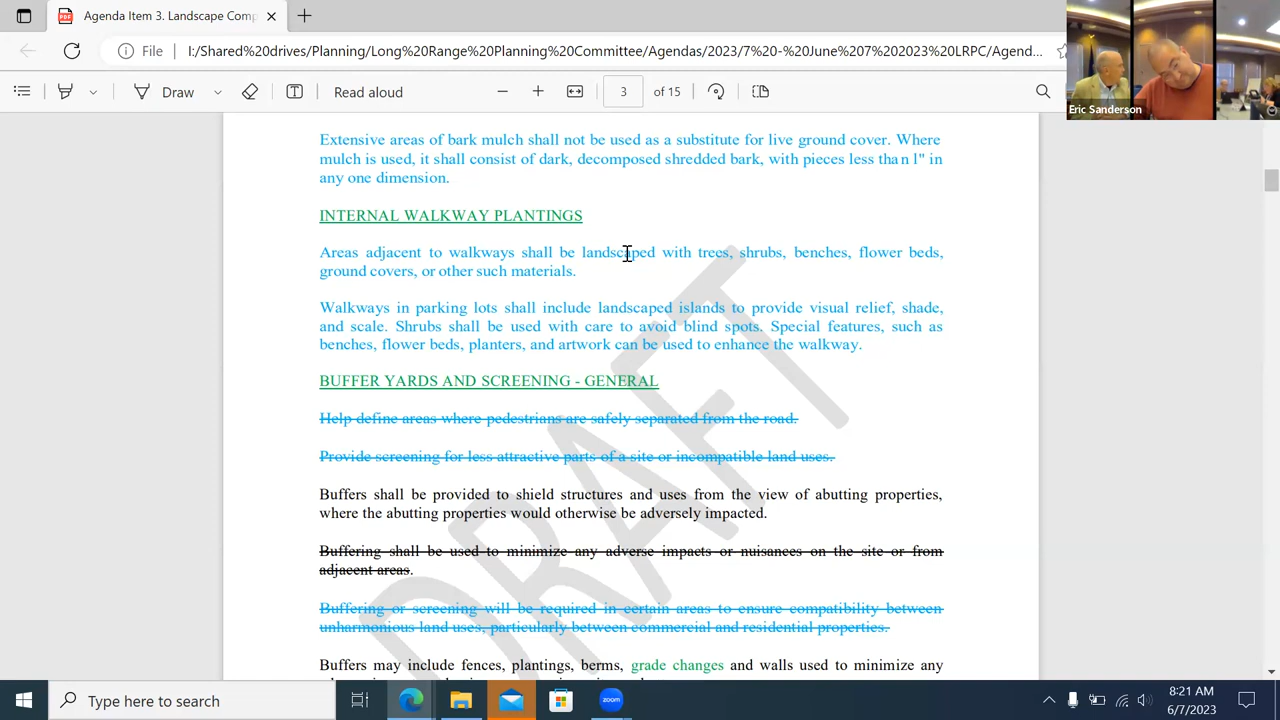 Agenda Item 3. Landscape Comp
File
I:/Shared%20drives/Planning/Long%20Range%20Planning%20Committee/Agendas/2023/7%20-%20June%207%202023%20LRPC/Agend...
Draw
Read aloud
3
of 15
Eric Sanderson
Extensive areas of bark mulch shall not be used as a substitute for live ground cover. Where
mulch is used, it shall consist of dark, decomposed shredded bark, with pieces less than l" in
any one dimension.
INTERNAL WALKWAY PLANTINGS
Areas adjacent to walkways shall be landscaped with trees, shrubs, benches, flower beds,
ground covers, or other such materials.
Walkways in parking lots shall include landscaped islands to provide visual relief, shade,
and scale. Shrubs shall be used with care to avoid blind spots. Special features, such as
benches, flower beds, planters, and artwork can be used to enhance the walkway.
BUFFER YARDS AND SCREENING - GENERAL
Help define areas where pedestrians are safely separated from the road.
Provide screening for less attractive parts of a site or incompatible land uses.
Buffers shall be provided to shield structures and uses from the view of abutting properties,
where the abutting properties would otherwise be adversely impacted.
Buffering shall be used to minimize any adverse impacts or nuisances on the site or from
adjacent areas.
Buffering or screening will be required in certain areas to ensure compatibility between
unharmonious land uses, particularly between commercial and residential properties.
Buffers may include fences, plantings, berms, grade changes and walls used to minimize any
DRAFT
Type here to search
zoom
8:21 AM
6/7/2023